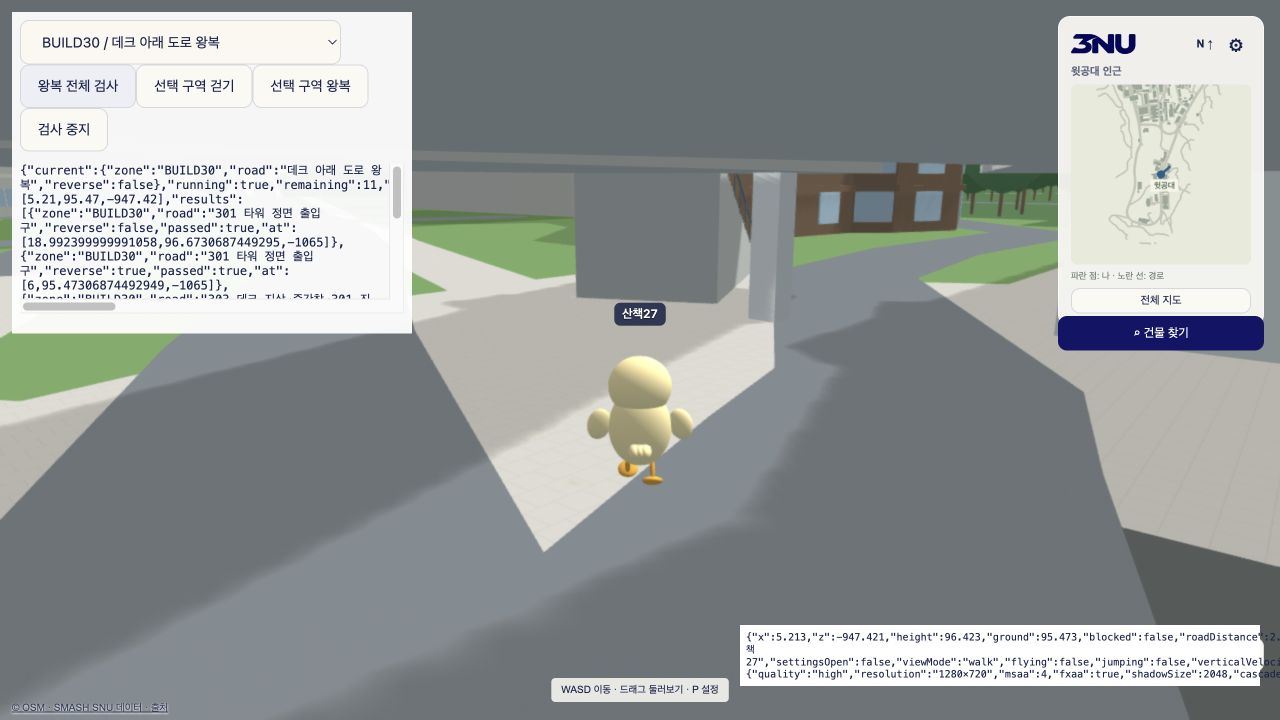 BUILD30 / 데크 아래 도로 왕복
왕복 전체 검사
선택 구역 걷기
선택 구역 왕복
검사 중지
{"current":{"zone":"BUILD30","road":"데크 아래 도로 왕
복","reverse":false},"running":true,"remaining":11,"
[5.21,95.47,-947.42],"results":
[{"zone":"BUILD30","road":"301 타워 정면 출입
구","reverse":false,"passed":true,"at":
[18.992399999991058,96.6730687449295,-1065]},
{"zone":"BUILD30","road":"301 타워 정면 출입
구","reverse":true,"passed":true,"at":
[6,95.47306874492949,-1065]},
3NU
N ↑
윗공대 인근
윗공대
파란 점: 나 · 노란 선: 경로
전체 지도
⌕ 건물 찾기
산책27
{"x":5.213,"z":-947.421,"height":96.423,"ground":95.473,"blocked":false,"roadDistance":2.
책
27","settingsOpen":false,"viewMode":"walk","flying":false,"jumping":false,"verticalVeloci
{"quality":"high","resolution":"1280×720","msaa":4,"fxaa":true,"shadowSize":2048,"cascade
WASD 이동 · 드래그 둘러보기 · P 설정
© OSM · SMASH SNU 데이터 · 출처